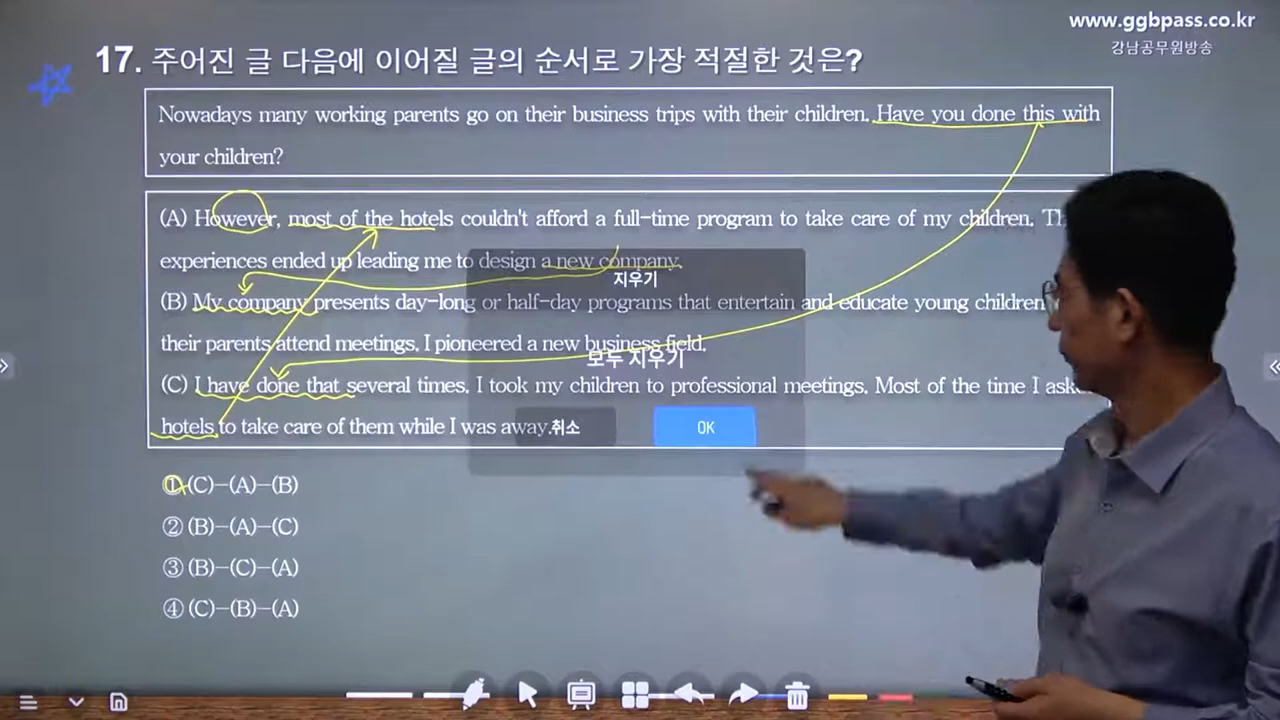 www.ggbpass.co.kr
강남공무원방송
17. 주어진 글 다음에 이어질 글의 순서로 가장 적절한 것은?
Nowadays many working parents go on their business trips with their children. Have you done this with
your children?
(A) However, most of the hotels couldn't afford a full-time program to take care of my children.
experiences ended up leading me to design a new company.
지우기
(B) My company presents day-long or half-day programs that entertain and educate young children
their parents attend meetings. I pioneered a new business field.
모두 지우기
(C) I have done that several times. I took my children to professional meetings. Most of the time I
hotels to take care of them while I was away.
취소
OK
① (C)-(A)-(B)
② (B)-(A)-(C)
③ (B)-(C)-(A)
④ (C)-(B)-(A)